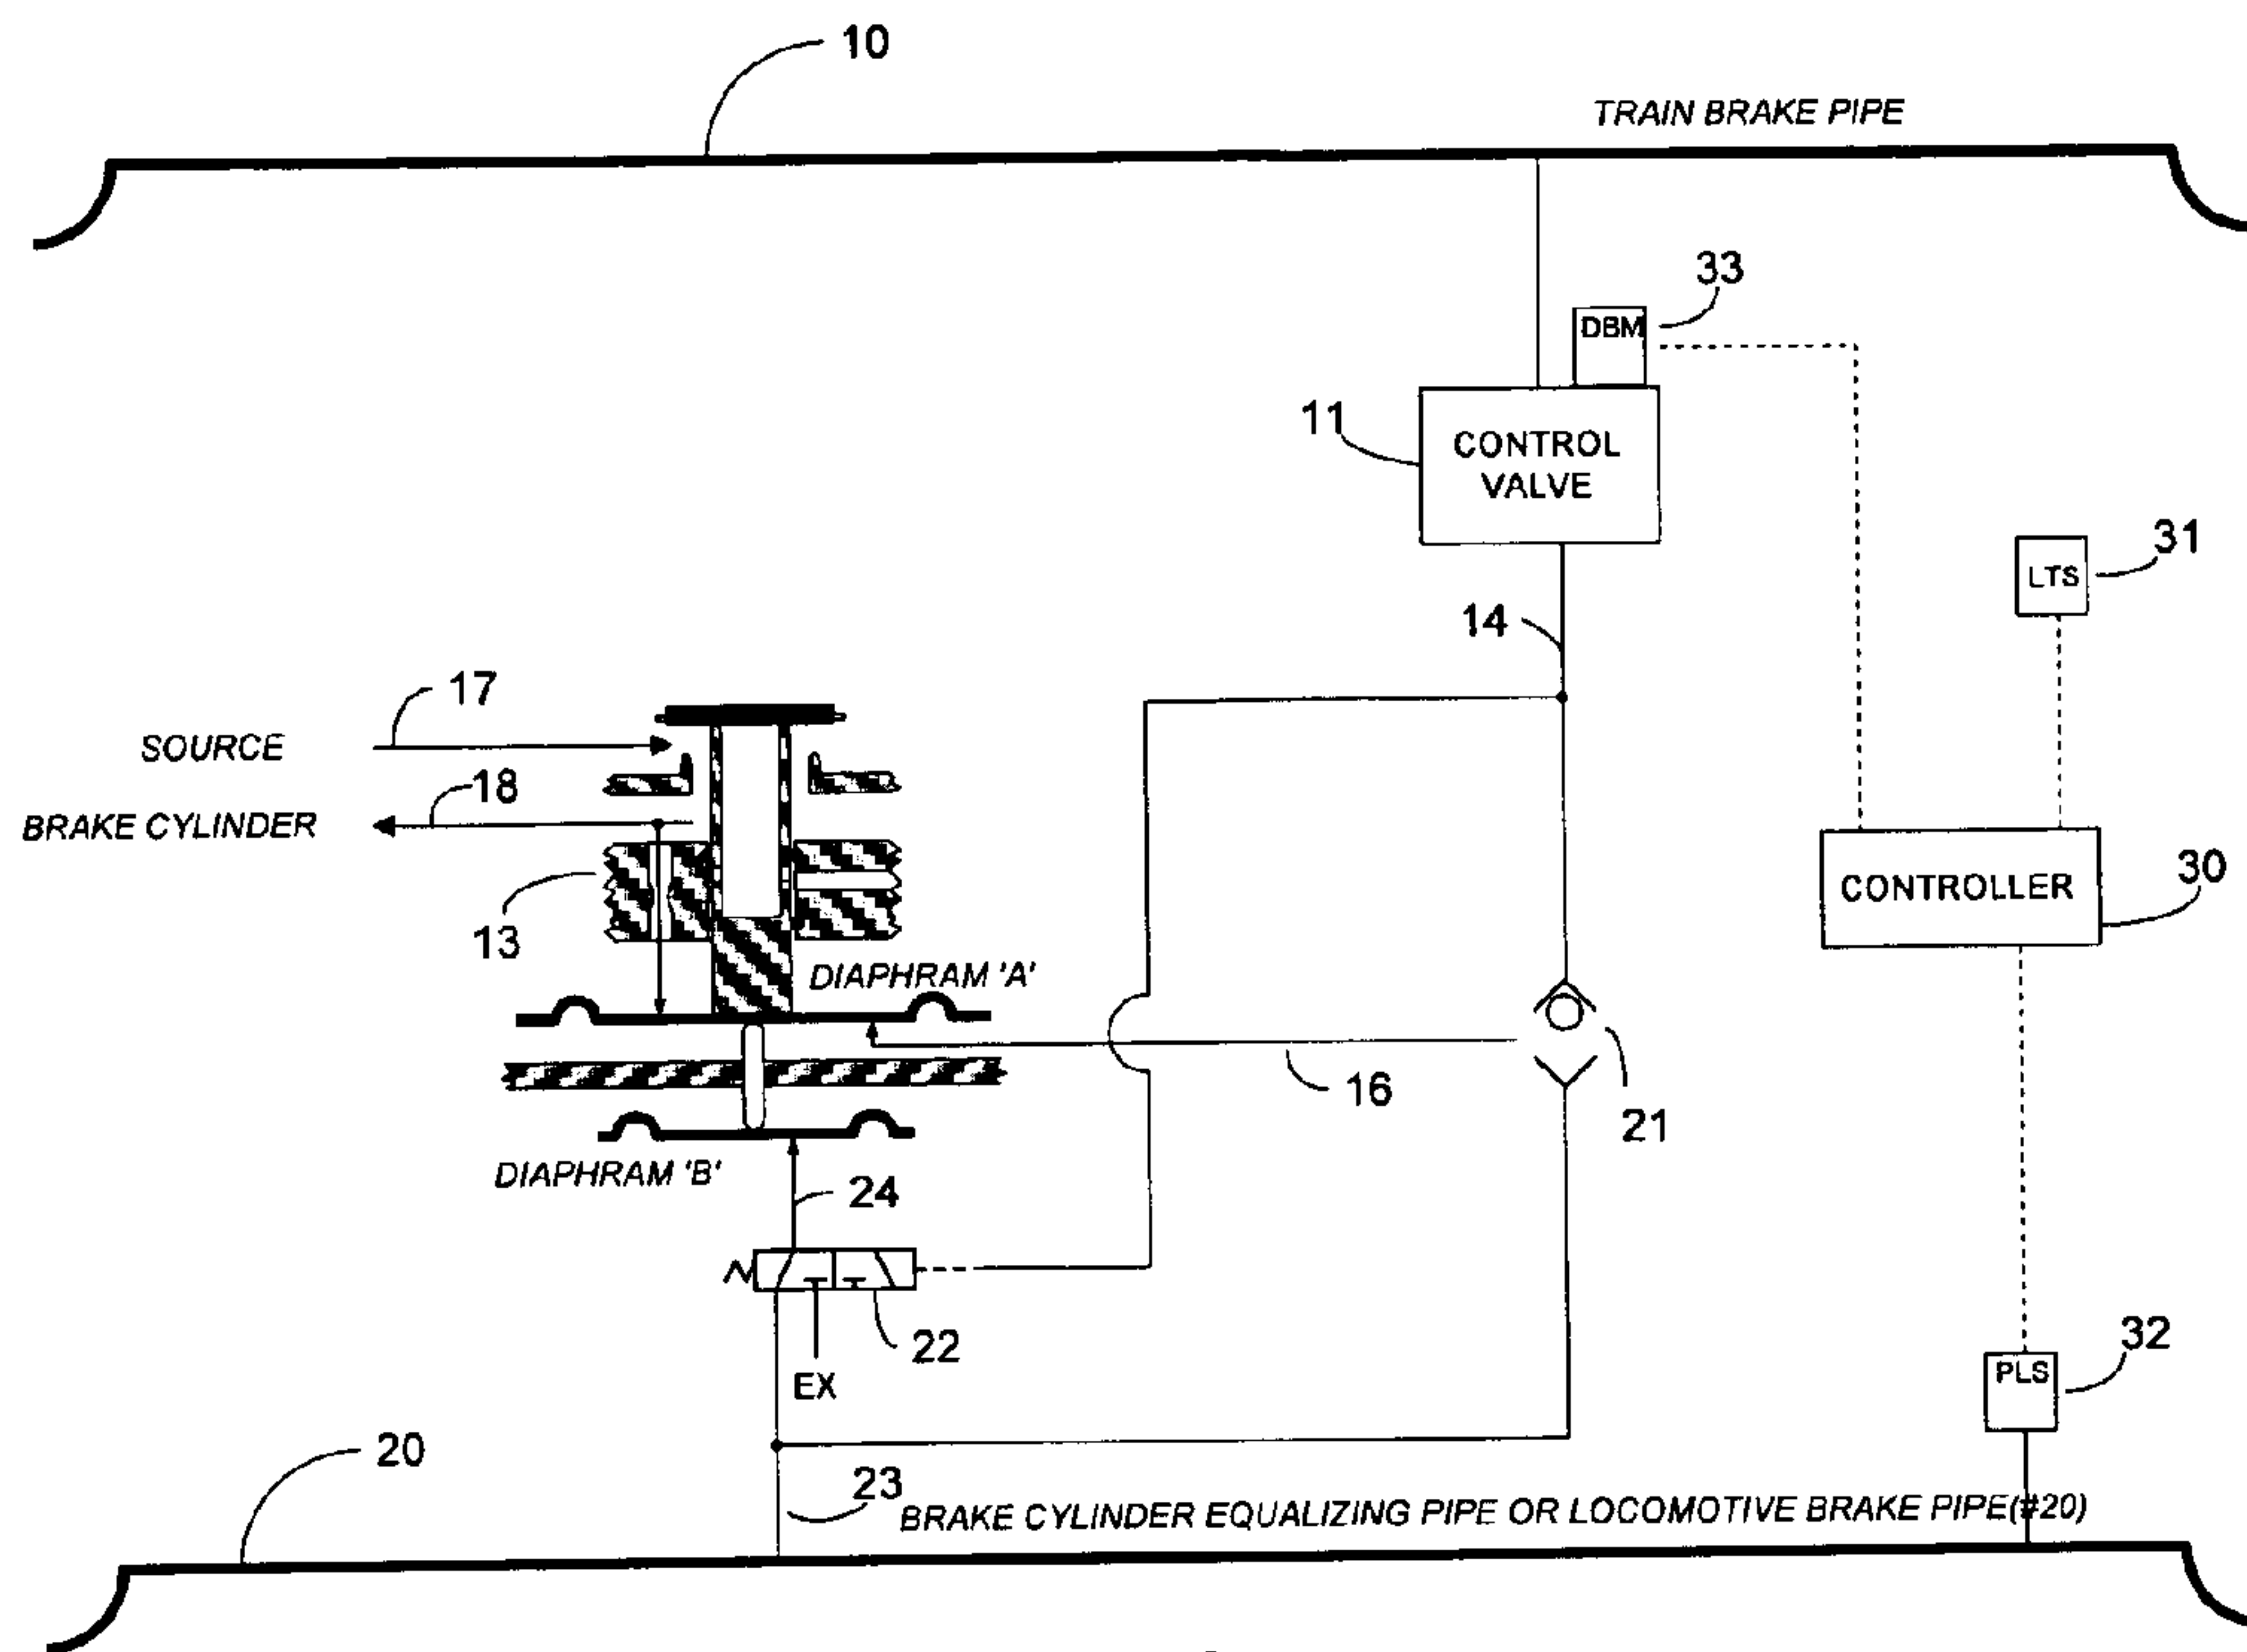 10
TRAIN BRAKE PIPE
33
DBM
11
CONTROL
VALVE
31
LTS
14
17
SOURCE
18
BRAKE CYLINDER
30
CONTROLLER
13
DIAPHRAM 'A'
16
21
DIAPHRAM 'B'
24
22
32
PLS
EX
20
23
BRAKE CYLINDER EQUALIZING PIPE OR LOCOMOTIVE BRAKE PIPE(#20)